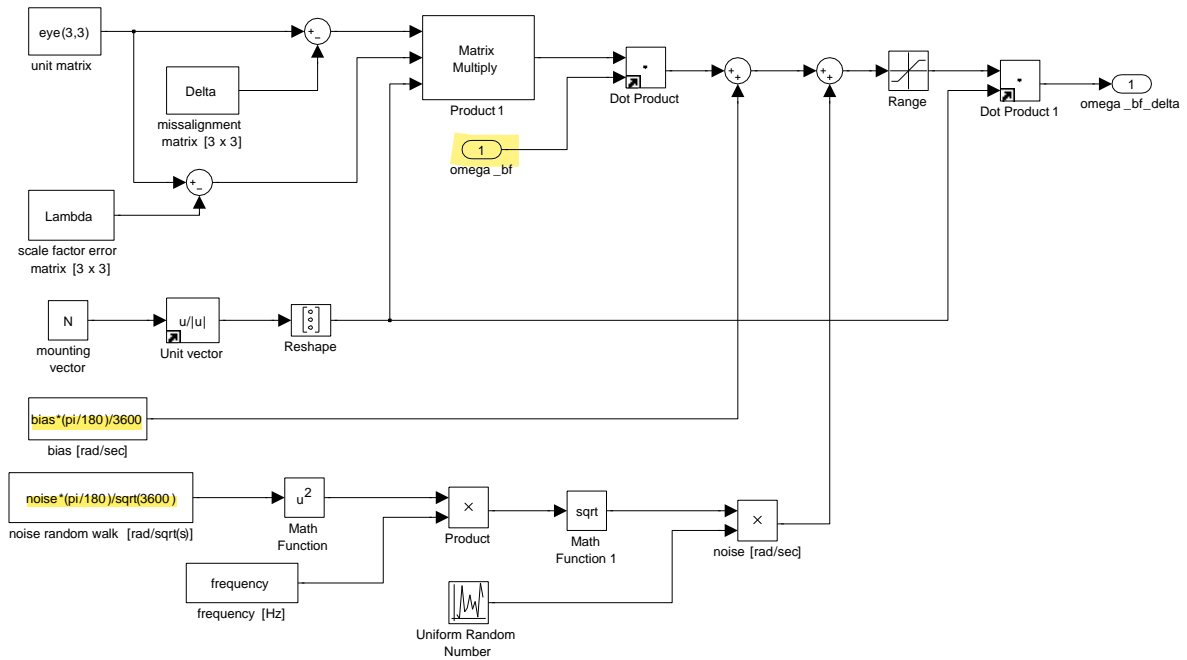 eye(3,3)
unit matrix
+
−
Delta
missalignment
matrix [3 x 3]
Matrix
Multiply
Product 1
Dot Product
+
+
+
+
Range
Dot Product 1
1
omega _bf_delta
1
omega _bf
+
−
Lambda
scale factor error
matrix [3 x 3]
N
mounting
vector
u/|u|
Unit vector
Reshape
bias*(pi/180)/3600
bias [rad/sec]
noise*(pi/180)/sqrt(3600)
noise random walk [rad/sqrt(s)]
u²
Math
Function
×
Product
sqrt
Math
Function 1
×
noise [rad/sec]
frequency
frequency [Hz]
Uniform Random
Number